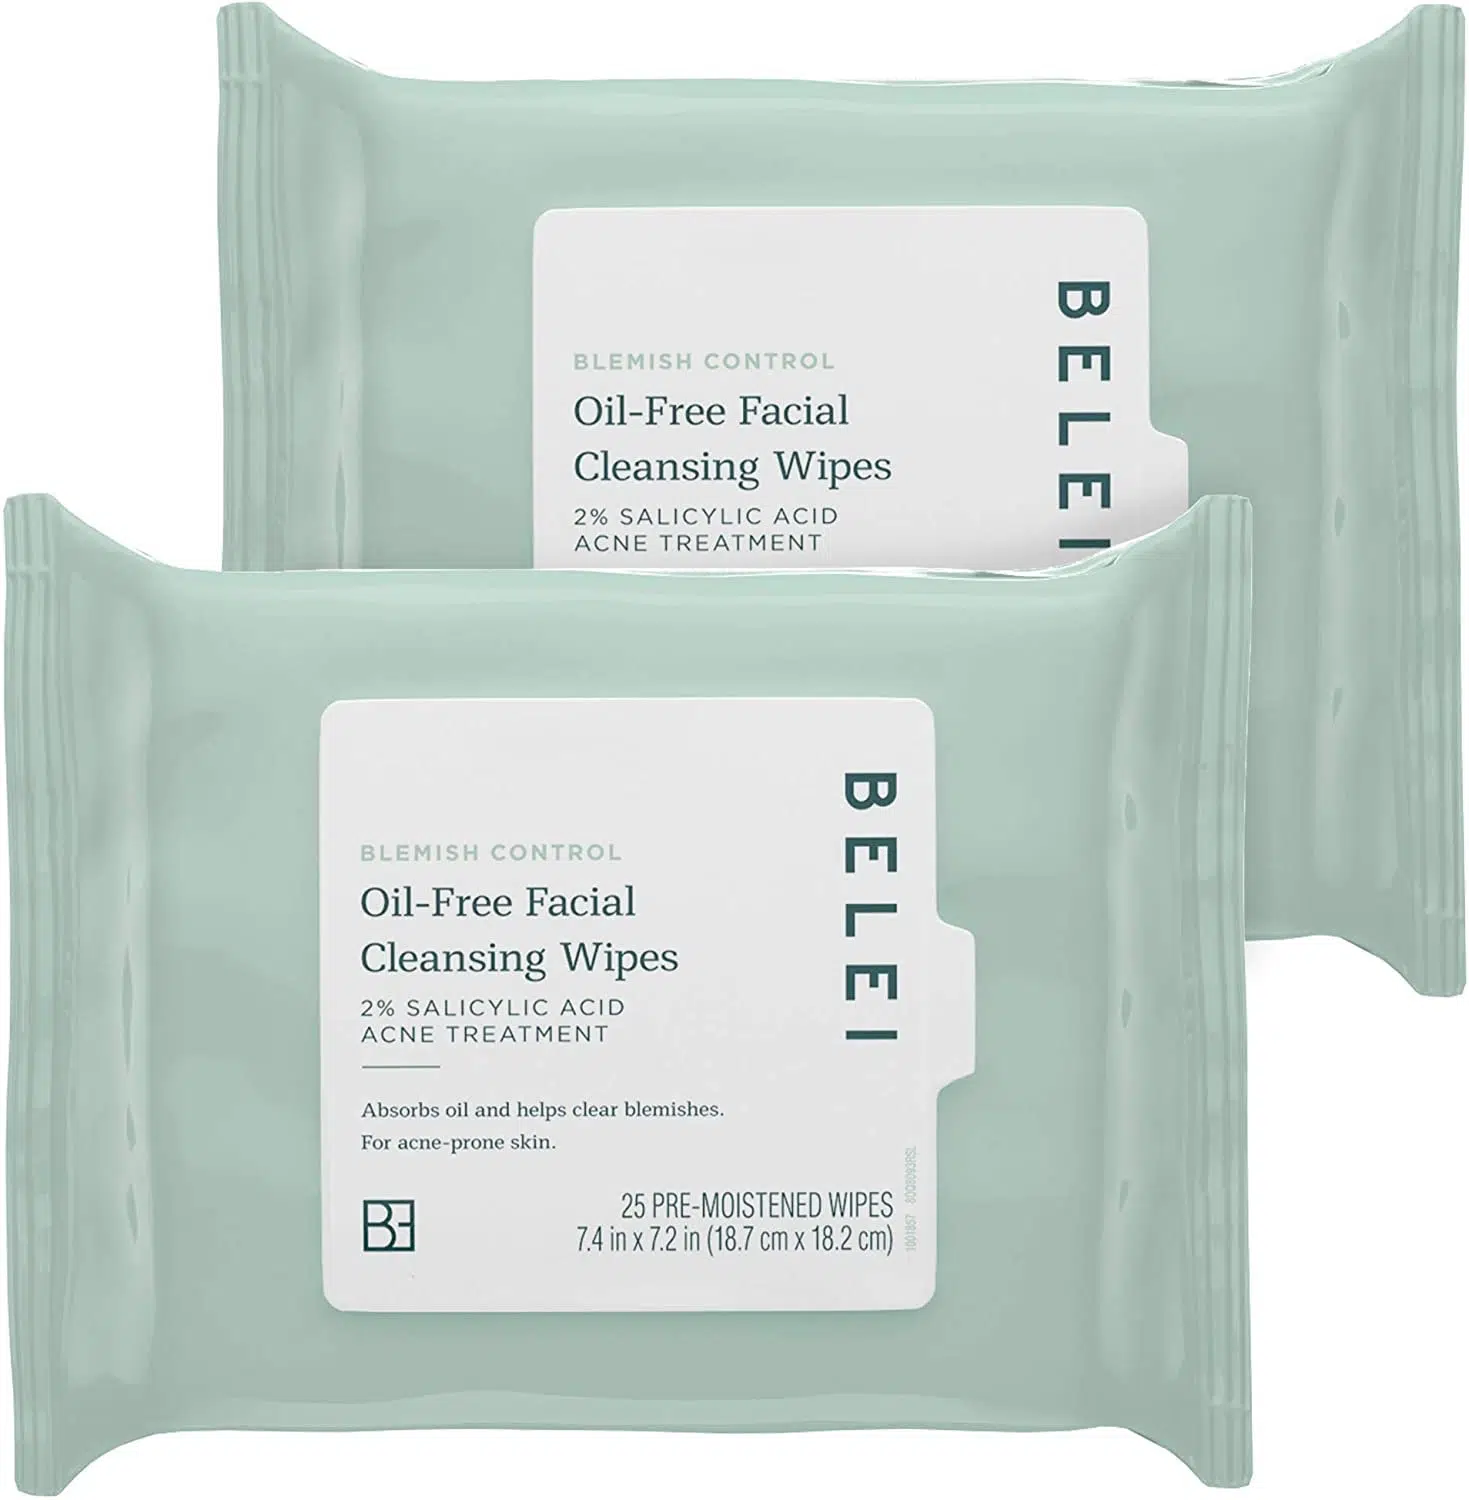 BLEMISH CONTROL
Oil-Free Facial
Cleansing Wipes
2% SALICYLIC ACID
ACNE TREATMENT
BELEI
BLEMISH CONTROL
Oil-Free Facial
Cleansing Wipes
2% SALICYLIC ACID
ACNE TREATMENT
BELEI
Absorbs oil and helps clear blemishes.
For acne-prone skin.
BE
25 PRE-MOISTENED WIPES
7.4 in x 7.2 in (18.7 cm x 18.2 cm)